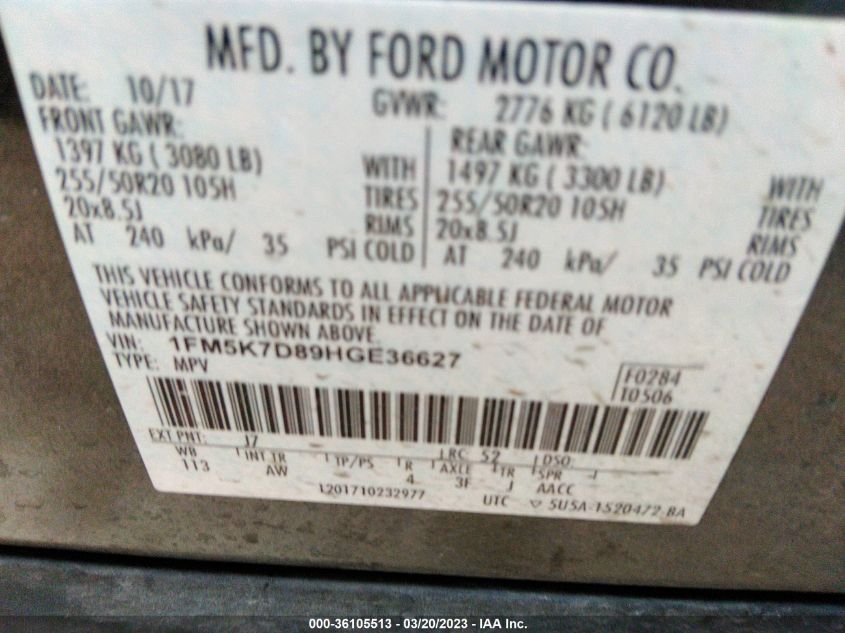 MFD. BY FORD MOTOR CO.
DATE: 10/17 GVWR: 2776 KG ( 6120 LB)
FRONT GAWR: REAR GAWR:
1397 KG ( 3080 LB) WITH 1497 KG ( 3300 LB) WITH
255/50R20 105H TIRES 255/50R20 105H TIRES
20x8.5J RIMS 20x8.5J RIMS
AT 240 kPa/ 35 PSI COLD AT 240 kPa/ 35 PSI COLD
THIS VEHICLE CONFORMS TO ALL APPLICABLE FEDERAL MOTOR
VEHICLE SAFETY STANDARDS IN EFFECT ON THE DATE OF
MANUFACTURE SHOWN ABOVE.
VIN: 1FM5K7D89HGE36627
TYPE: MPV
F0284
T0506
EXT PNT: J7 RC: 52 DSO:
WB INT TR TP/PS R AXLE TR SPR
113 AW 4 3F J AACC
L201710232977
UTC ▽ 5U5A-1520472-BA
000-36105513 - 03/20/2023 - IAA Inc.